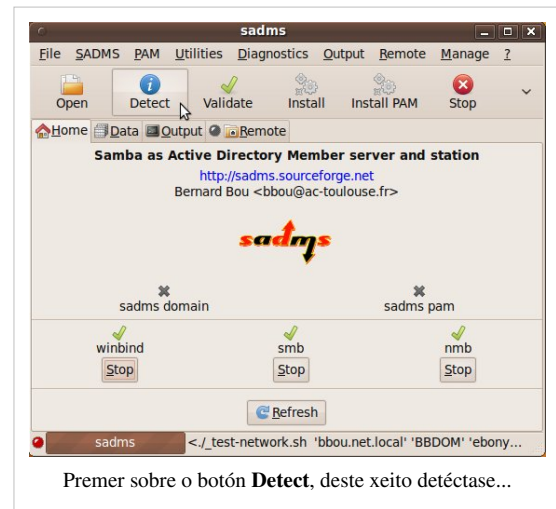 sadms
File SADMS PAM Utilities Diagnostics Output Remote Manage ?
Open Detect Validate Install Install PAM Stop
Home Data Output Remote
Samba as Active Directory Member server and station
http://sadms.sourceforge.net
Bernard Bou <bbou@ac-toulouse.fr>
sadms
sadms domain sadms pam
winbind smb nmb
Stop Stop Stop
Refresh
sadms <./_test-network.sh 'bbou.net.local' 'BBDOM' 'ebony...
Premer sobre o botón Detect, deste xeito detéctase...